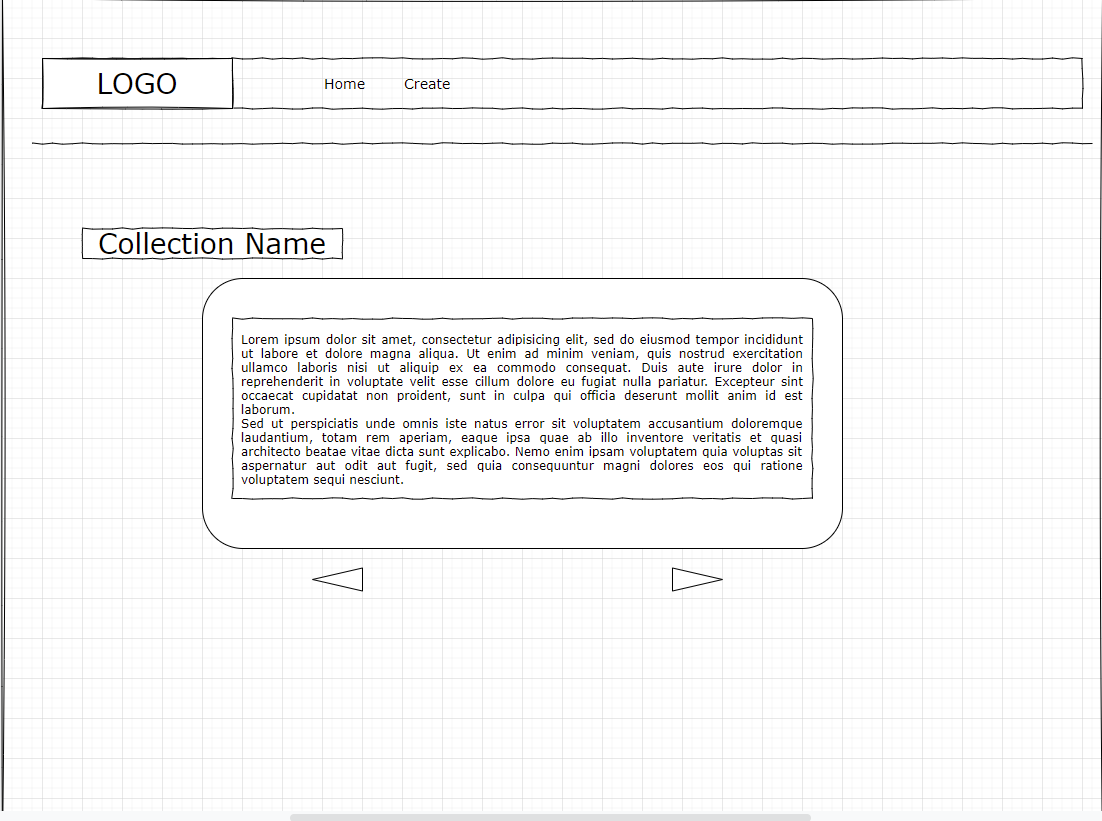 LOGO
Home Create
Collection Name
Lorem ipsum dolor sit amet, consectetur adipisicing elit, sed do eiusmod tempor incididunt
ut labore et dolore magna aliqua. Ut enim ad minim veniam, quis nostrud exercitation
ullamco laboris nisi ut aliquip ex ea commodo consequat. Duis aute irure dolor in
reprehenderit in voluptate velit esse cillum dolore eu fugiat nulla pariatur. Excepteur sint
occaecat cupidatat non proident, sunt in culpa qui officia deserunt mollit anim id est
laborum.
Sed ut perspiciatis unde omnis iste natus error sit voluptatem accusantium doloremque
laudantium, totam rem aperiam, eaque ipsa quae ab illo inventore veritatis et quasi
architecto beatae vitae dicta sunt explicabo. Nemo enim ipsam voluptatem quia voluptas sit
aspernatur aut odit aut fugit, sed quia consequuntur magni dolores eos qui ratione
voluptatem sequi nesciunt.